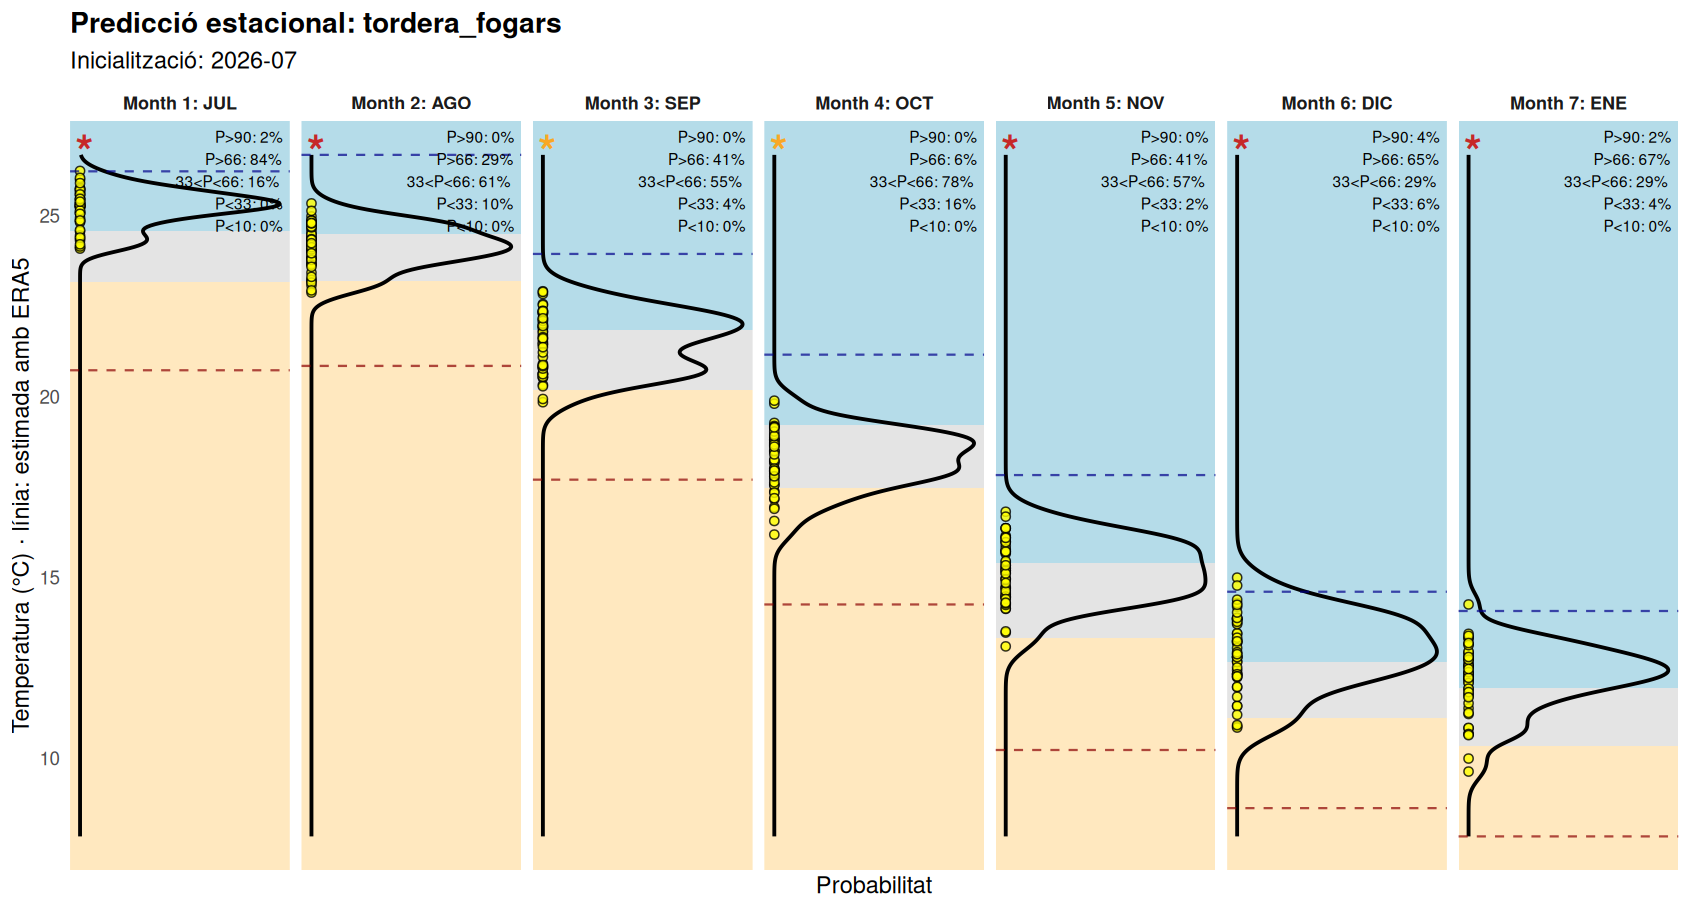 Predicció estacional: tordera_fogars
Inicialització: 2026-07
Month 1: JUL
Month 2: AGO
Month 3: SEP
Month 4: OCT
Month 5: NOV
Month 6: DIC
Month 7: ENE
P>90: 2%
P>66: 84%
33<P<66: 16%
P<33: 0%
P<10: 0%
P>90: 0%
P>66: 29%
33<P<66: 61%
P<33: 10%
P<10: 0%
P>90: 0%
P>66: 41%
33<P<66: 55%
P<33: 4%
P<10: 0%
P>90: 0%
P>66: 6%
33<P<66: 78%
P<33: 16%
P<10: 0%
P>90: 0%
P>66: 41%
33<P<66: 57%
P<33: 2%
P<10: 0%
P>90: 4%
P>66: 65%
33<P<66: 29%
P<33: 6%
P<10: 0%
P>90: 2%
P>66: 67%
33<P<66: 29%
P<33: 4%
P<10: 0%
Temperatura (°C) · línia: estimada amb ERA5
25
20
15
10
Probabilitat